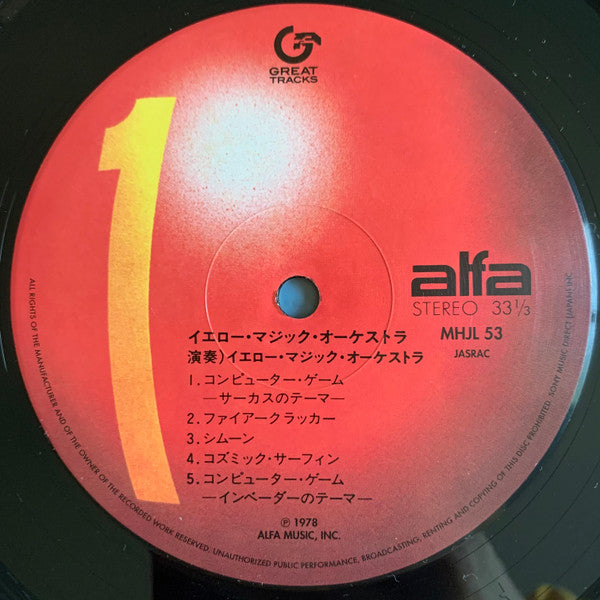 GREAT
TRACKS
1
alfa
STEREO 33 1/3
MHJL 53
JASRAC
イエロー・マジック・オーケストラ
演奏)イエロー・マジック・オーケストラ
1. コンピューター・ゲーム
—サーカスのテーマ—
2. ファイアークラッカー
3. シムーン
4. コズミック・サーフィン
5. コンピューター・ゲーム
—インベーダーのテーマ—
℗ 1978
ALFA MUSIC, INC.
ALL RIGHTS OF THE MANUFACTURER AND OF THE OWNER OF THE RECORDED WORK RESERVED. UNAUTHORIZED PUBLIC PERFORMANCE, BROADCASTING, RENTING AND COPYING OF THIS DISC PROHIBITED. SONY MUSIC DIRECT (JAPAN) INC.